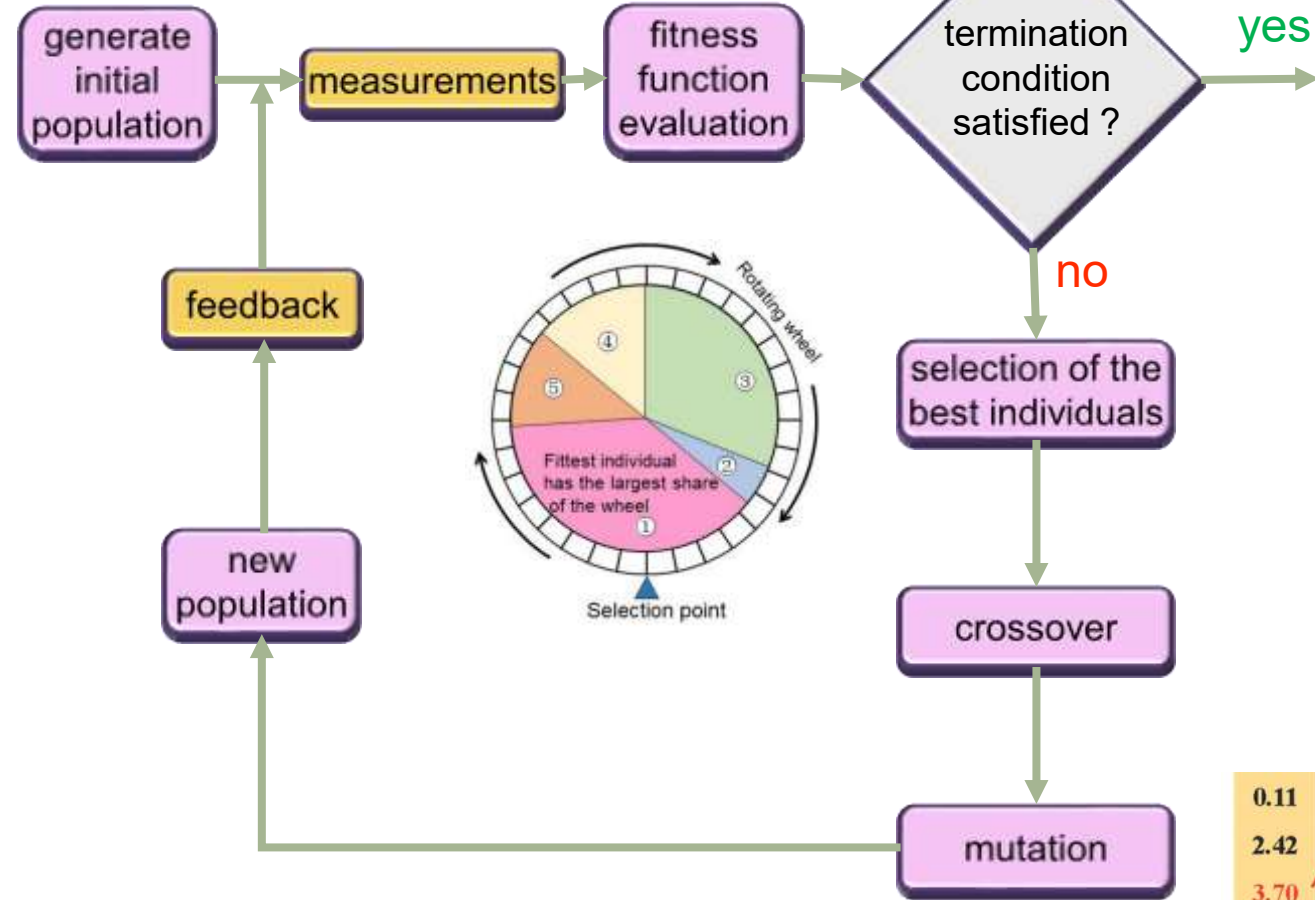 generate
initial
population
measurements
fitness
function
evaluation
termination
condition
satisfied ?
yes
no
feedback
Rotating wheel
④
③
⑤
②
Fittest individual
has the largest share
of the wheel
①
Selection point
selection of the
best individuals
new
population
crossover
mutation
0.11
2.42
3.70